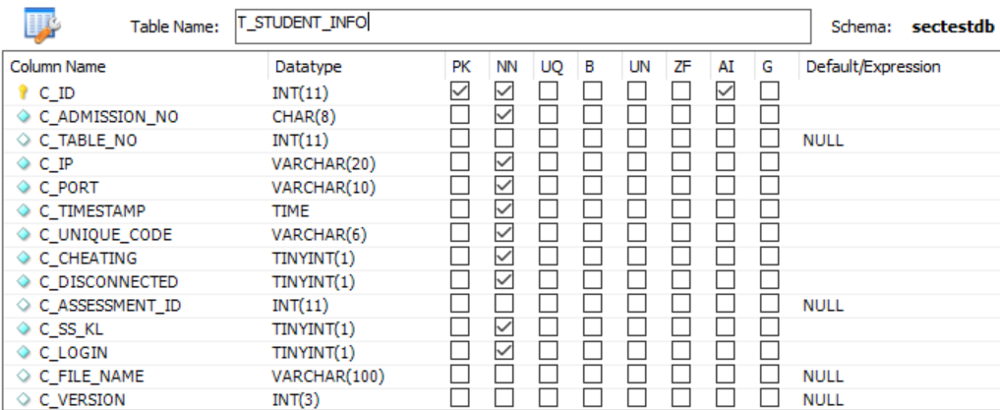 Table Name: T_STUDENT_INFO Schema: sectestdb
Column Name Datatype PK NN UQ B UN ZF AI G Default/Expression
C_ID INT(11)
C_ADMISSION_NO CHAR(8)
C_TABLE_NO INT(11) NULL
C_IP VARCHAR(20)
C_PORT VARCHAR(10)
C_TIMESTAMP TIME
C_UNIQUE_CODE VARCHAR(6)
C_CHEATING TINYINT(1)
C_DISCONNECTED TINYINT(1)
C_ASSESSMENT_ID INT(11) NULL
C_SS_KL TINYINT(1)
C_LOGIN TINYINT(1)
C_FILE_NAME VARCHAR(100) NULL
C_VERSION INT(3) NULL